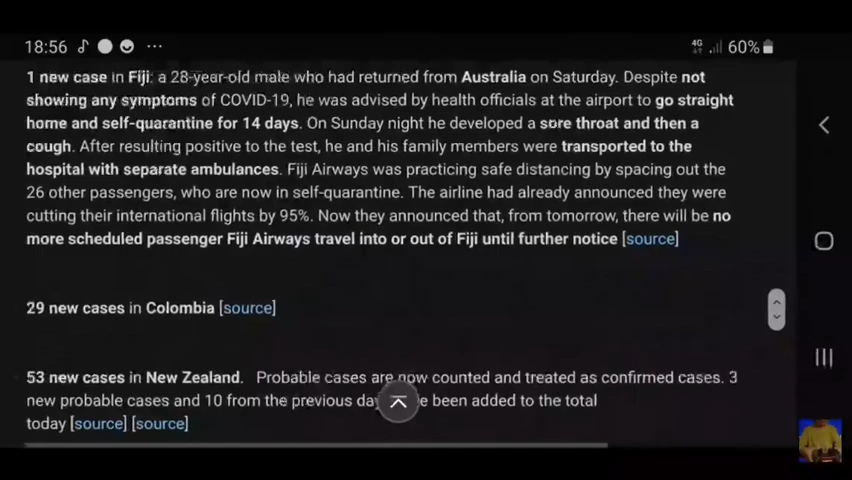 18:56
4G 60%
1 new case in Fiji: a 28-year-old male who had returned from Australia on Saturday. Despite not
showing any symptoms of COVID-19, he was advised by health officials at the airport to go straight
home and self-quarantine for 14 days. On Sunday night he developed a sore throat and then a
cough. After resulting positive to the test, he and his family members were transported to the
hospital with separate ambulances. Fiji Airways was practicing safe distancing by spacing out the
26 other passengers, who are now in self-quarantine. The airline had already announced they were
cutting their international flights by 95%. Now they announced that, from tomorrow, there will be no
more scheduled passenger Fiji Airways travel into or out of Fiji until further notice [source]
29 new cases in Colombia [source]
53 new cases in New Zealand. Probable cases are now counted and treated as confirmed cases. 3
new probable cases and 10 from the previous been added to the total
today [source] [source]